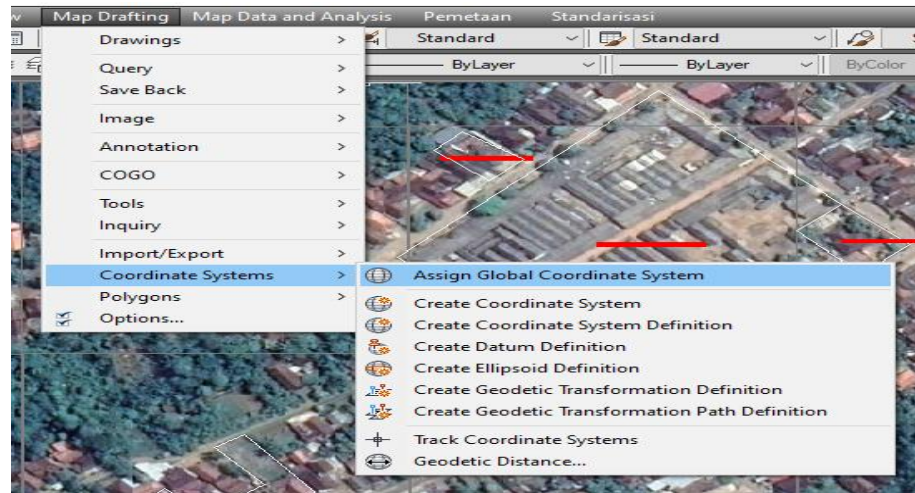 Map Drafting Map Data and Analysis Pemetaan Standarisasi
Standard Standard
ByLayer ByLayer ByColor
Drawings
Query
Save Back
Image
Annotation
COGO
Tools
Inquiry
Import/Export
Coordinate Systems
Polygons
Options...
Assign Global Coordinate System
Create Coordinate System
Create Coordinate System Definition
Create Datum Definition
Create Ellipsoid Definition
Create Geodetic Transformation Definition
Create Geodetic Transformation Path Definition
Track Coordinate Systems
Geodetic Distance...